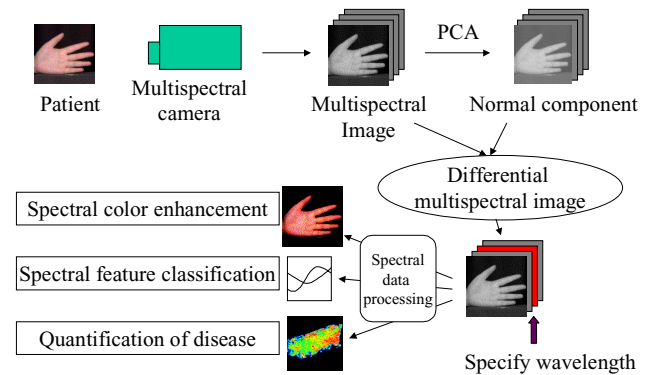 PCA
Patient
Multispectral
camera
Multispectral
Image
Normal component
Differential
multispectral image
Spectral color enhancement
Spectral feature classification
Quantification of disease
Spectral
data
processing
Specify wavelength